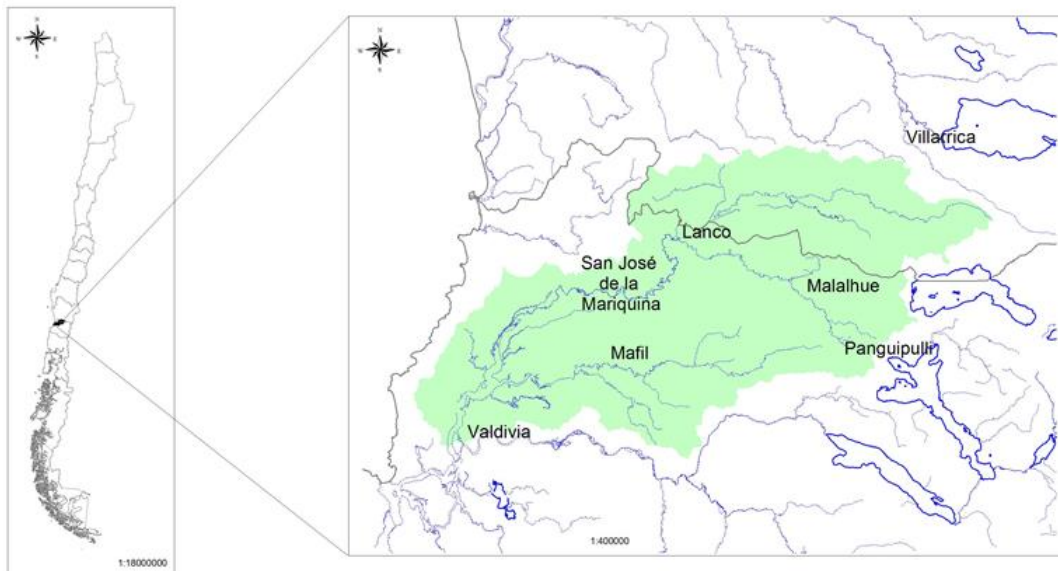 N
W
E
S
1:18000000
N
W
E
S
Villarrica
Lanco
San José
de la
Mariquina
Malalhue
Mafil
Panguipulli
Valdivia
1:400000